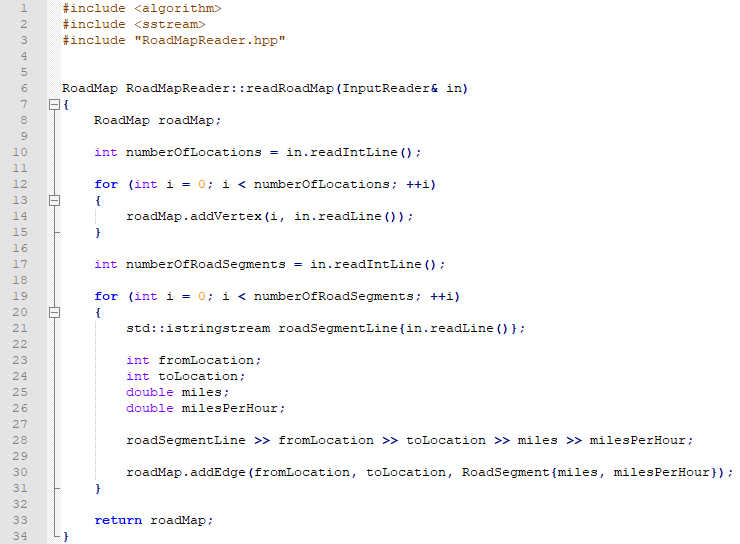 1 #include <algorithm>
2 #include <sstream>
3 #include "RoadMapReader.hpp"
4
5
6 RoadMap RoadMapReader::readRoadMap(InputReader& in)
7 {
8     RoadMap roadMap;
9
10     int numberOfLocations = in.readIntLine();
11
12     for (int i = 0; i < numberOfLocations; ++i)
13     {
14         roadMap.addVertex(i, in.readLine());
15     }
16
17     int numberOfRoadSegments = in.readIntLine();
18
19     for (int i = 0; i < numberOfRoadSegments; ++i)
20     {
21         std::istringstream roadSegmentLine{in.readLine()};
22
23         int fromLocation;
24         int toLocation;
25         double miles;
26         double milesPerHour;
27
28         roadSegmentLine >> fromLocation >> toLocation >> miles >> milesPerHour;
29
30         roadMap.addEdge(fromLocation, toLocation, RoadSegment{miles, milesPerHour});
31     }
32
33     return roadMap;
34 }